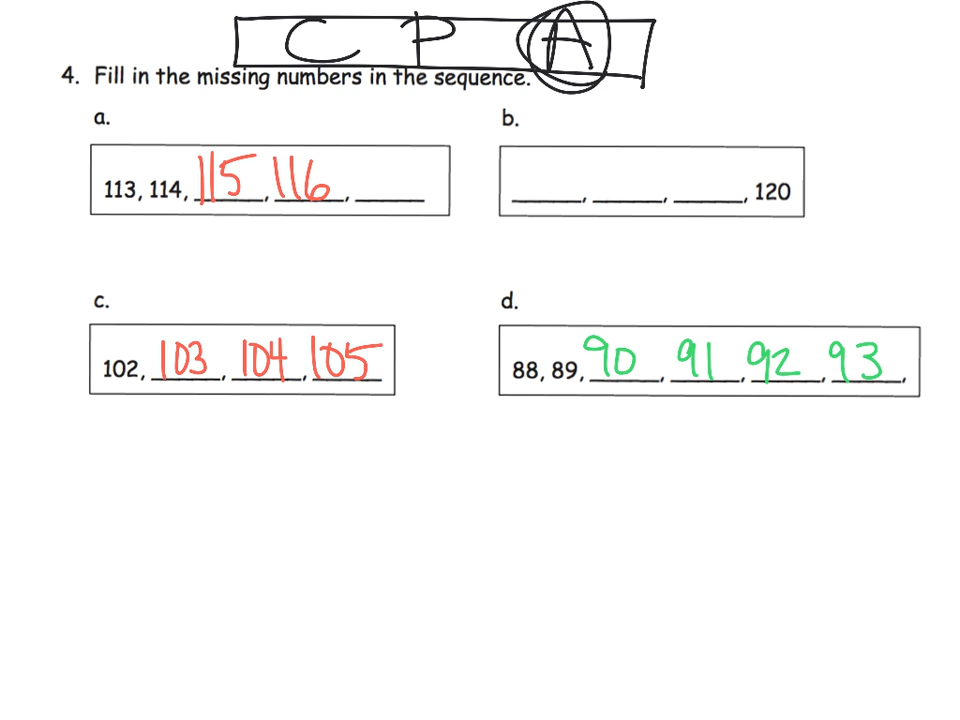 C P A
4. Fill in the missing numbers in the sequence.
a.
113, 114, 115, 116, ______
b.
______, ______, ______, 120
c.
102, 103, 104, 105
d.
88, 89, 90, 91, 92, 93,